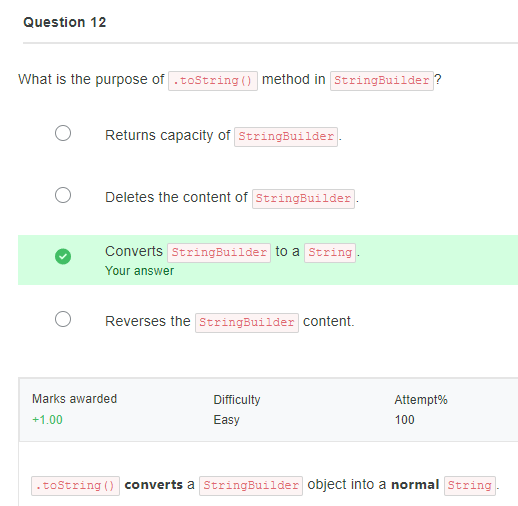 Question 12
What is the purpose of .toString() method in StringBuilder?
Returns capacity of StringBuilder.
Deletes the content of StringBuilder.
Converts StringBuilder to a String.
Your answer
Reverses the StringBuilder content.
Marks awarded Difficulty Attempt%
+1.00 Easy 100
.toString() converts a StringBuilder object into a normal String.